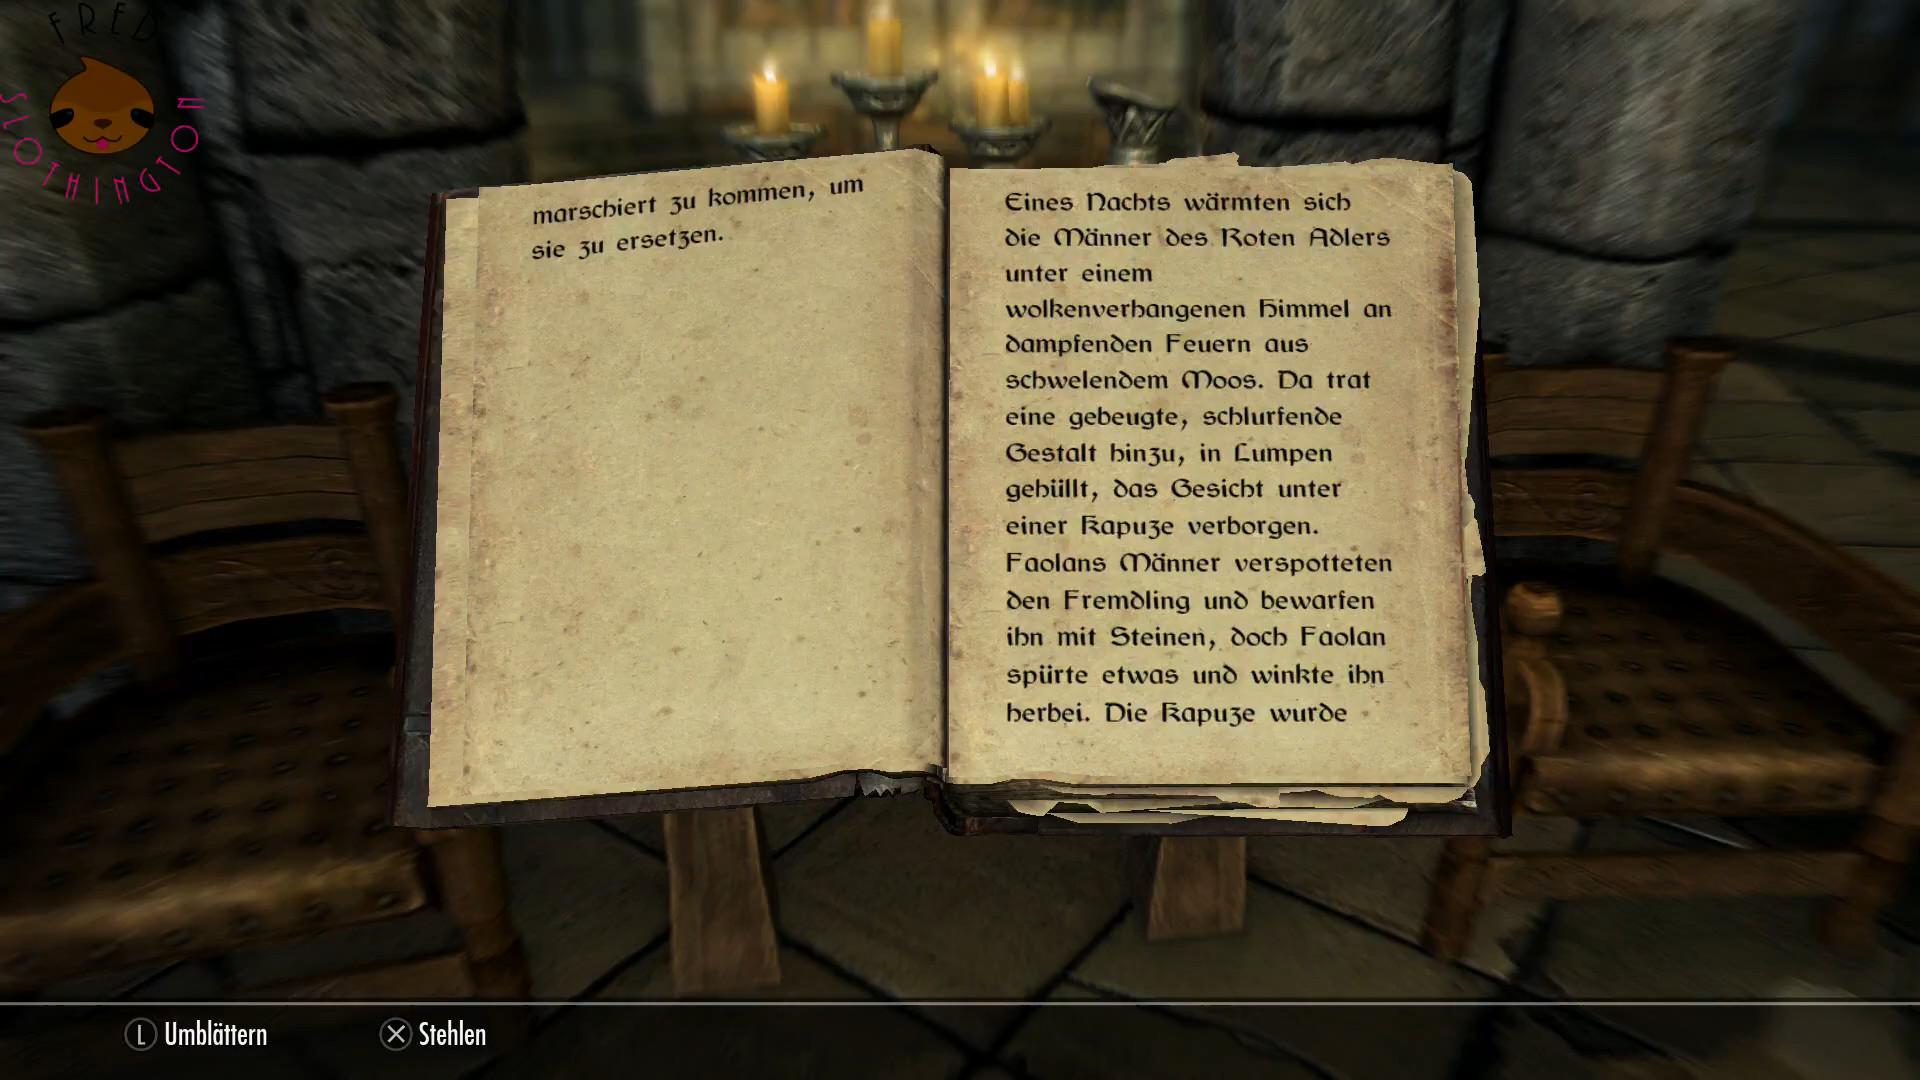 FRED
SLOTHINGTON
marschiert zu kommen, um
sie zu ersetzen.
Eines Nachts wärmten sich
die Männer des Roten Adlers
unter einem
wolkenverhangenen Himmel an
dampfenden Feuern aus
schwelendem Moos. Da trat
eine gebeugte, schlurfende
Gestalt hinzu, in Lumpen
gehüllt, das Gesicht unter
einer Kapuze verborgen.
Faolans Männer verspotteten
den Fremdling und bewarfen
ihn mit Steinen, doch Faolan
spürte etwas und winkte ihn
herbei. Die Kapuze wurde
L Umblättern
X Stehlen